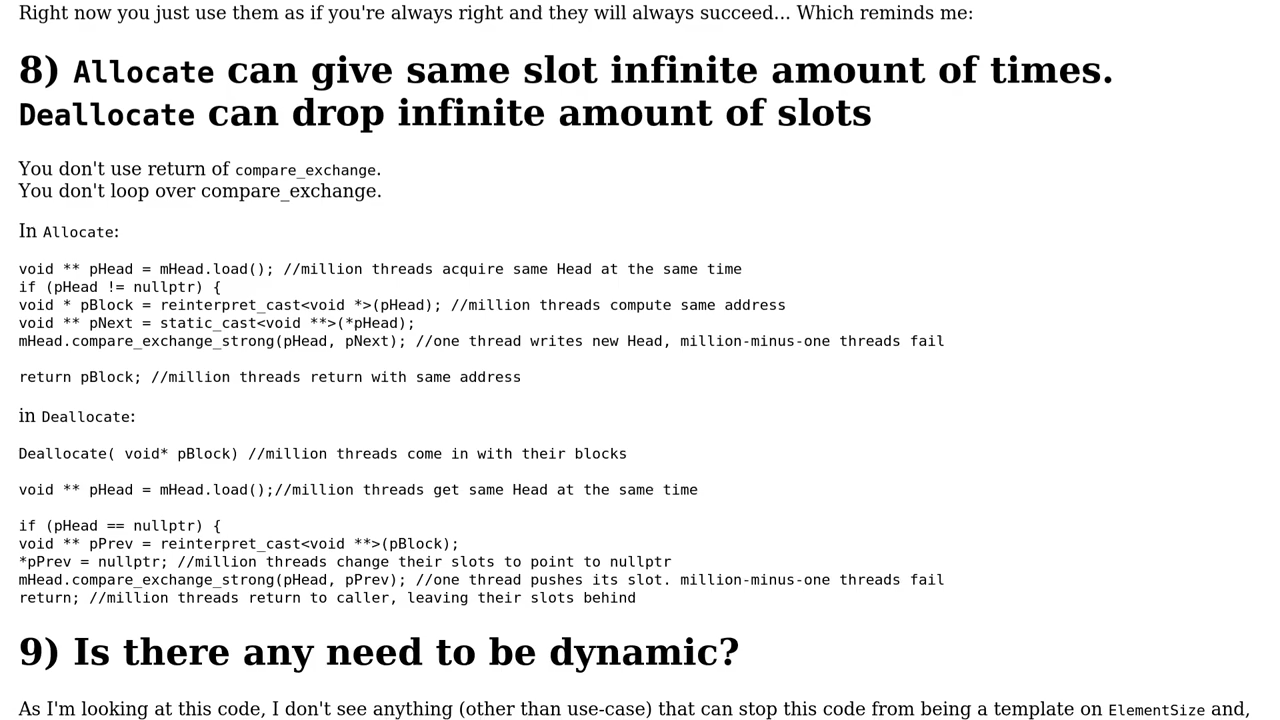 Right now you just use them as if you're always right and they will always succeed... Which reminds me:
8) Allocate can give same slot infinite amount of times.
Deallocate can drop infinite amount of slots
You don't use return of compare_exchange.
You don't loop over compare_exchange.
In Allocate:
void ** pHead = mHead.load(); //million threads acquire same Head at the same time
if (pHead != nullptr) {
void * pBlock = reinterpret_cast<void *>(pHead); //million threads compute same address
void ** pNext = static_cast<void **>(*pHead);
mHead.compare_exchange_strong(pHead, pNext); //one thread writes new Head, million-minus-one threads fail
return pBlock; //million threads return with same address
in Deallocate:
Deallocate( void* pBlock) //million threads come in with their blocks
void ** pHead = mHead.load();//million threads get same Head at the same time
if (pHead == nullptr) {
void ** pPrev = reinterpret_cast<void **>(pBlock);
*pPrev = nullptr; //million threads change their slots to point to nullptr
mHead.compare_exchange_strong(pHead, pPrev); //one thread pushes its slot. million-minus-one threads fail
return; //million threads return to caller, leaving their slots behind
9) Is there any need to be dynamic?
As I'm looking at this code, I don't see anything (other than use-case) that can stop this code from being a template on ElementSize and,